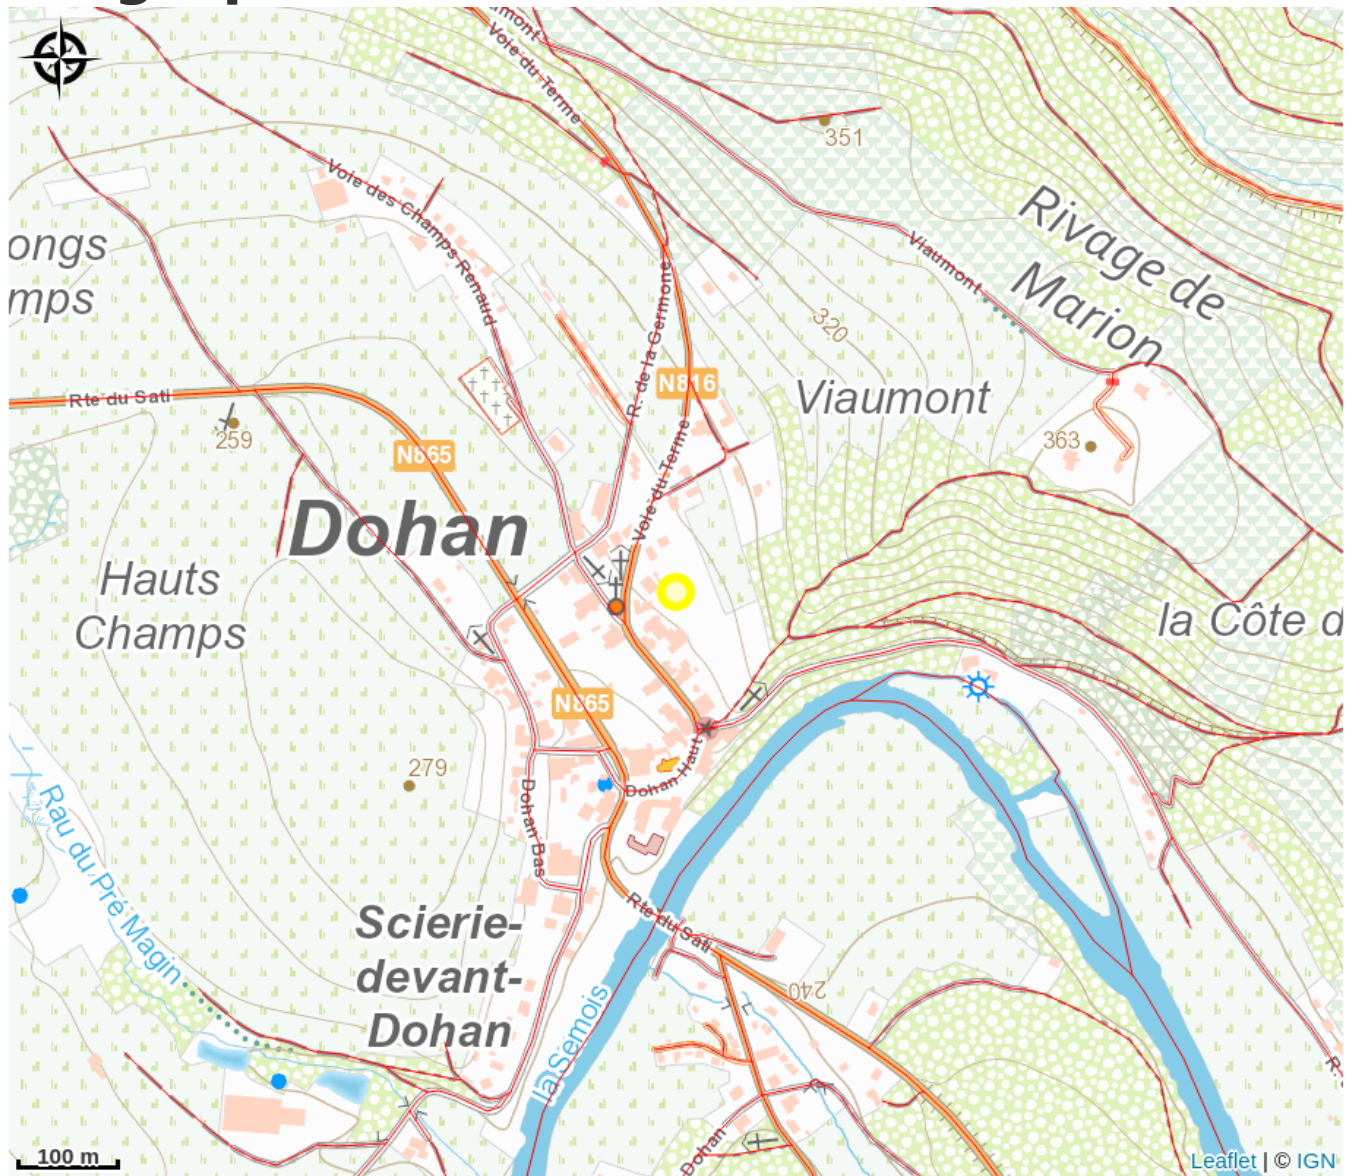 Voie du Terme
351
Voie des Champs Renaud
Rivage de
Marion
ongs
mps
Viaumont
R. de la Germone
320
N816
Viaumont
Rte du Sati
259
N865
363
Voie du Terme
Dohan
Hauts
Champs
la Côte d
N865
279
Dohan Haut
Dohan Bas
Rau du Pré Magin
Rte du Sati
Scierie-
devant-
Dohan
240
la Semois
Dohan
R.
100 m
Leaflet | © IGN